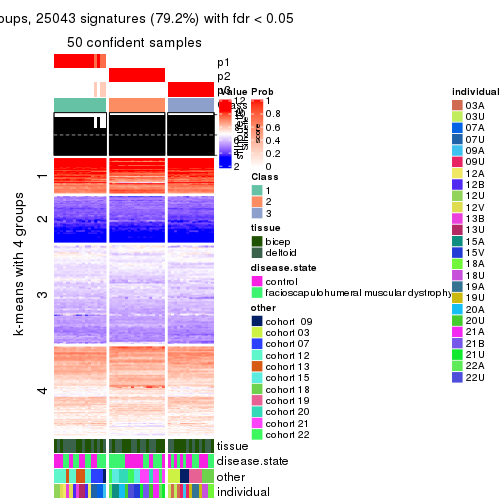 oups, 25043 signatures (79.2%) with fdr < 0.05
50 confident samples
p1
p2
Value
Prob
1
0.8
0.6
0.4
0.2
0
12
2
score
k-means with 4 groups
1
2
3
4
Class
1
2
3
tissue
bicep
deltoid
disease.state
control
facioscapulohumeral muscular dystrophy
other
cohort 09
cohort 03
cohort 07
cohort 12
cohort 13
cohort 15
cohort 18
cohort 19
cohort 20
cohort 21
cohort 22
individual
03A
03U
07A
07U
09A
09U
12A
12B
12U
12V
13B
13U
15A
15V
18A
18U
19A
19U
20A
20U
21A
21B
21U
22A
22U
tissue
disease.state
other
individual